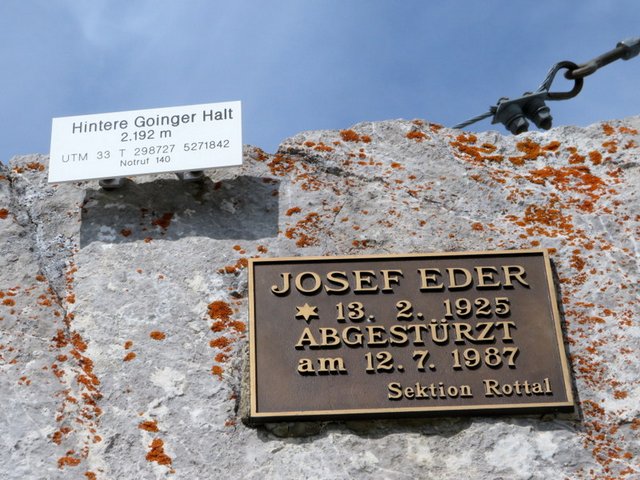 Hintere Goinger Halt
2.192 m
UTM 33 T 298727 5271842
Notruf 140
JOSEF EDER
✶ 13. 2. 1925
ABGESTÜRZT
am 12. 7. 1987
Sektion Rottal